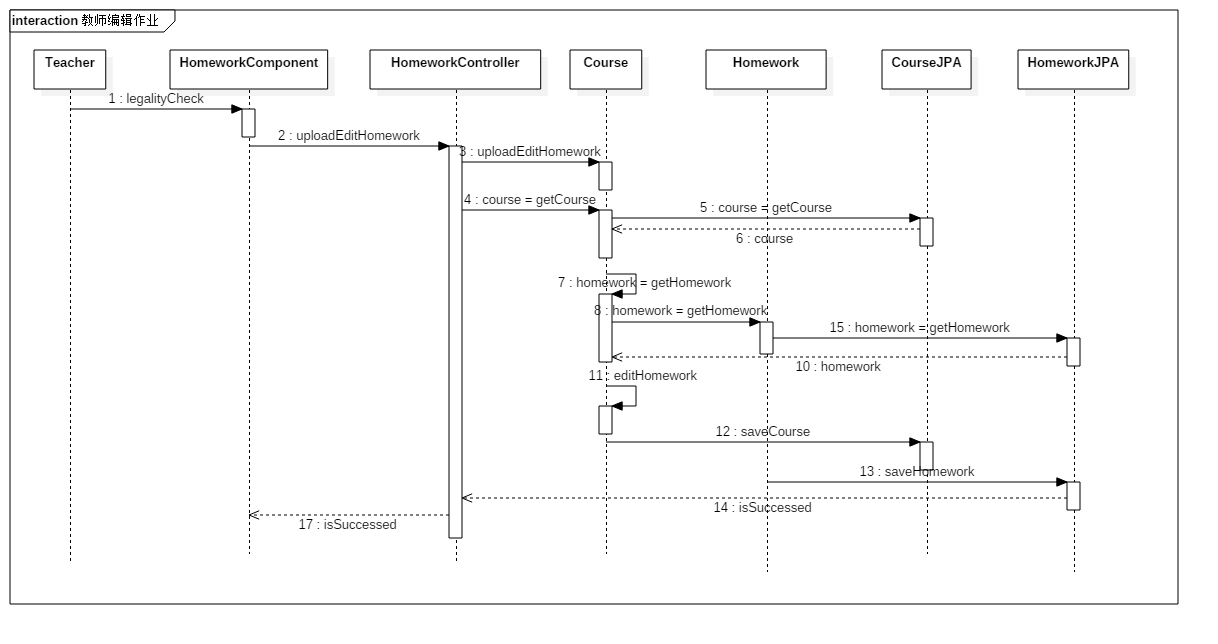 interaction 教师编辑作业
Teacher
HomeworkComponent
HomeworkController
Course
Homework
CourseJPA
HomeworkJPA
1 : legalityCheck
2 : uploadEditHomework
3 : uploadEditHomework
4 : course = getCourse
5 : course = getCourse
6 : course
7 : homework = getHomework
8 : homework = getHomework
15 : homework = getHomework
10 : homework
11 : editHomework
12 : saveCourse
13 : saveHomework
14 : isSuccessed
17 : isSuccessed